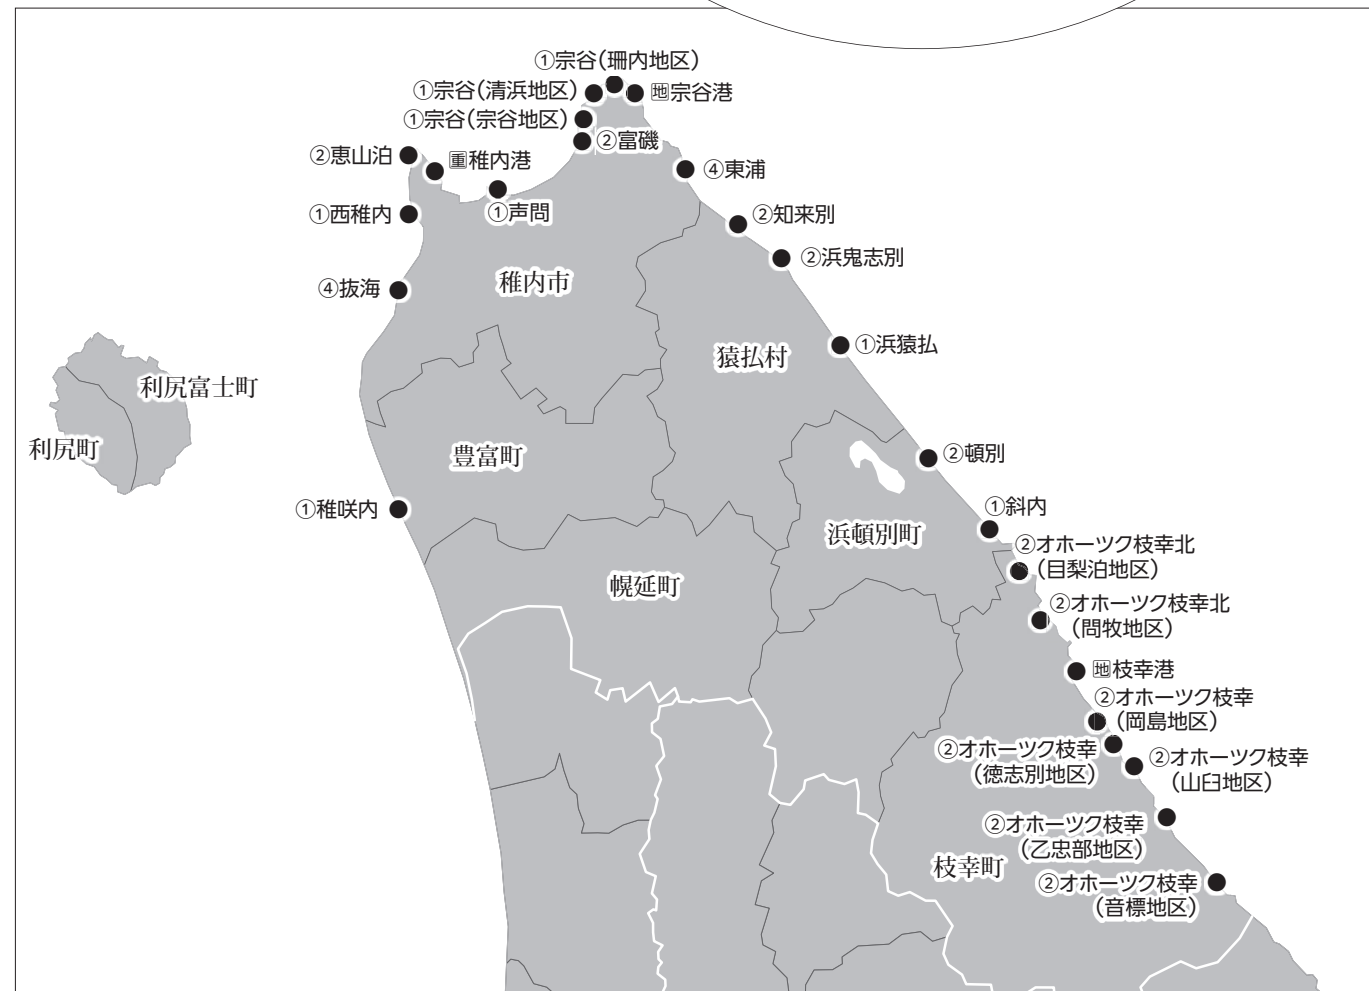 ①宗谷(珊内地区)
①宗谷(清浜地区)
地宗谷港
①宗谷(宗谷地区)
②富磯
②恵山泊
重稚内港
④東浦
①西稚内
①声問
②知来別
②浜鬼志別
稚内市
④抜海
①浜猿払
猿払村
利尻富士町
利尻町
豊富町
②頓別
①稚咲内
①斜内
浜頓別町
②オホーツク枝幸北
(目梨泊地区)
幌延町
②オホーツク枝幸北
(問牧地区)
地枝幸港
②オホーツク枝幸
(岡島地区)
②オホーツク枝幸
(徳志別地区)
②オホーツク枝幸
(山臼地区)
②オホーツク枝幸
(乙忠部地区)
枝幸町
②オホーツク枝幸
(音標地区)